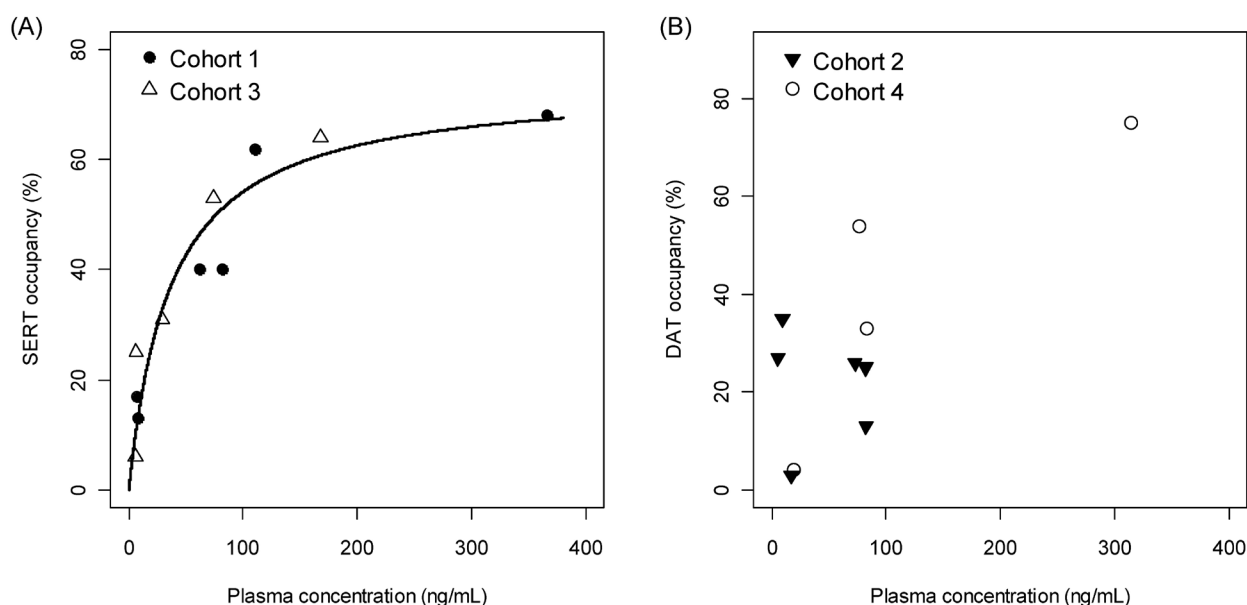 (A)
Cohort 1
Cohort 3
SERT occupancy (%)
80
60
40
20
0
0 100 200 300 400
Plasma concentration (ng/mL)
(B)
Cohort 2
Cohort 4
DAT occupancy (%)
80
60
40
20
0
0 100 200 300 400
Plasma concentration (ng/mL)